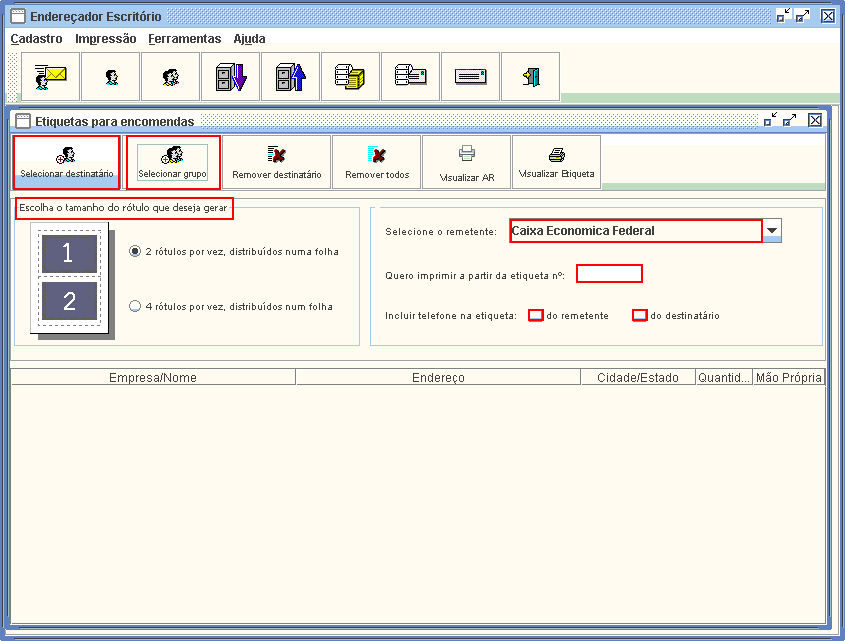 Endereçador Escritório
Cadastro Impressão Ferramentas Ajuda
Etiquetas para encomendas
Selecionar destinatário Selecionar grupo Remover destinatário Remover todos Visualizar AR Visualizar Etiqueta
Escolha o tamanho do rótulo que deseja gerar
1
2 rótulos por vez, distribuídos numa folha
2
4 rótulos por vez, distribuídos num folha
Selecione o remetente: Caixa Economica Federal
Quero imprimir a partir da etiqueta nº:
Incluir telefone na etiqueta: do remetente do destinatário
Empresa/Nome Endereço Cidade/Estado Quantid... Mão Própria